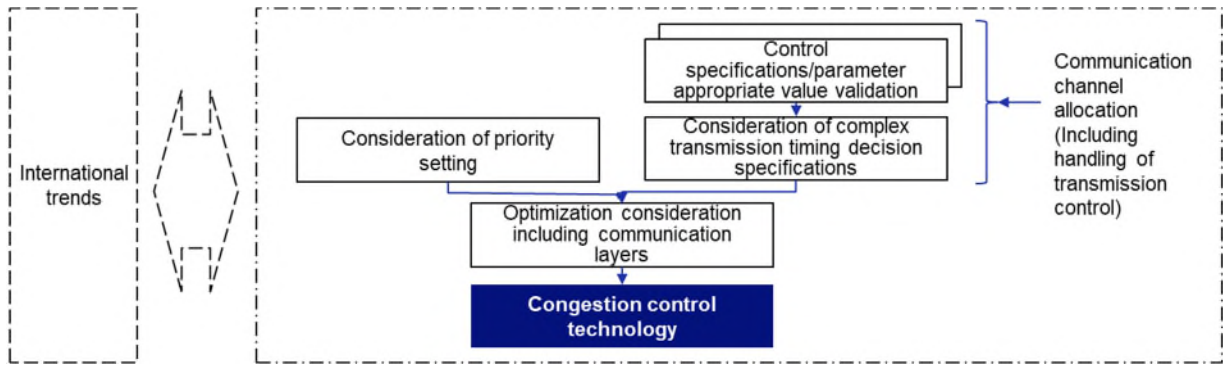 International
trends
Control
specifications/parameter
appropriate value validation
Communication
channel
allocation
(Including
handling of
transmission
control)
Consideration of priority
setting
Consideration of complex
transmission timing decision
specifications
Optimization consideration
including communication
layers
Congestion control
technology